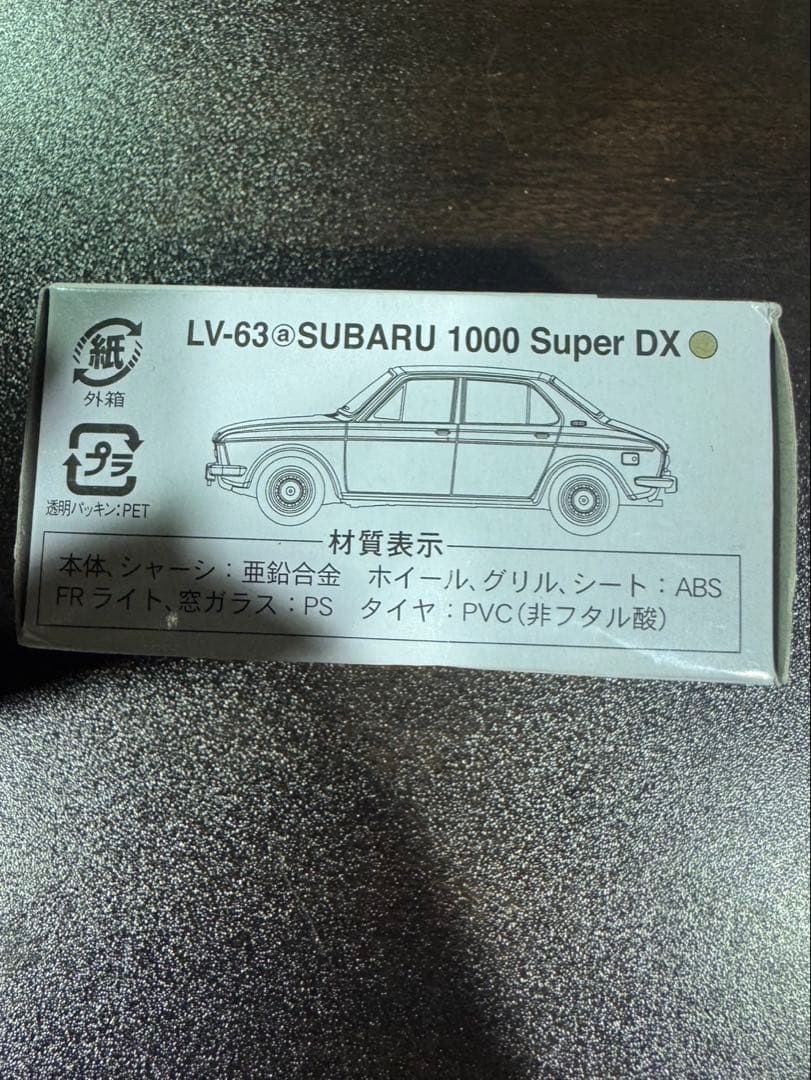 LV-63ⓐSUBARU 1000 Super DX
紙
外箱
プラ
透明パッキン:PET
材質表示
本体、シャーシ:亜鉛合金 ホイール、グリル、シート:ABS
FRライト、窓ガラス:PS タイヤ:PVC(非フタル酸)